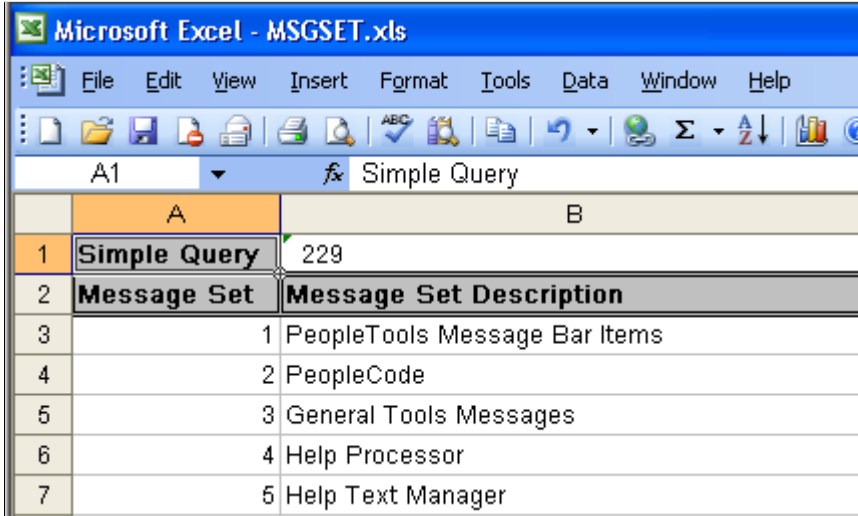 Microsoft Excel - MSGSET.xls
File Edit View Insert Format Tools Data Window Help
ABC Σ A Z
A1 fx Simple Query
A B
1 Simple Query 229
2 Message Set Message Set Description
3 1 PeopleTools Message Bar Items
4 2 PeopleCode
5 3 General Tools Messages
6 4 Help Processor
7 5 Help Text Manager